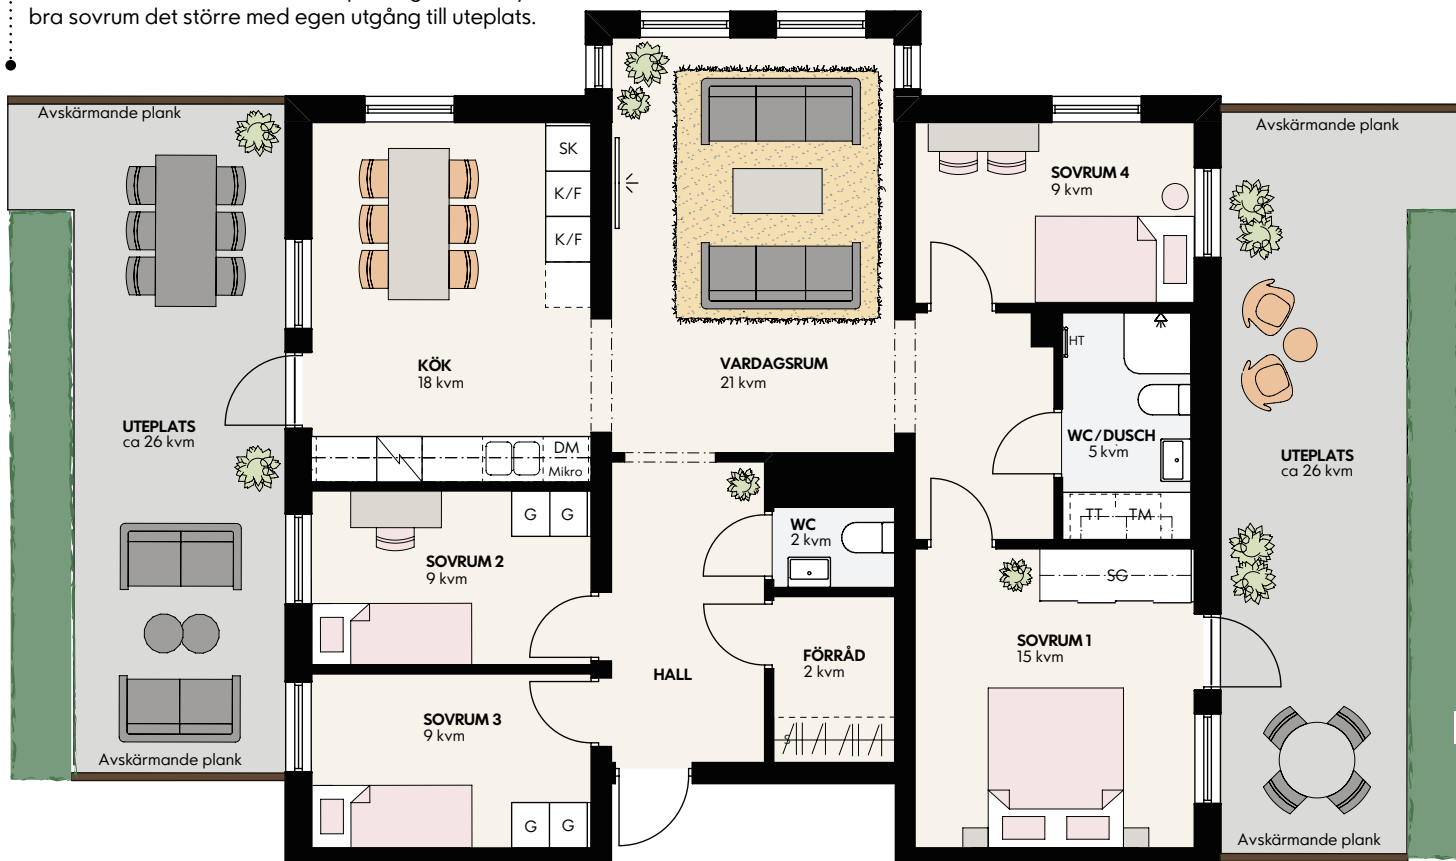 bra sovrum det större med egen utgång till uteplats.
Avskärmande plank
Avskärmande plank
SK
K/F
K/F
SOVRUM 4
9 kvm
HT
KÖK
18 kvm
VARDAGSRUM
21 kvm
UTEPLATS
ca 26 kvm
WC/DUSCH
5 kvm
UTEPLATS
ca 26 kvm
DM
Mikro
G G
TT TM
WC
2 kvm
SOVRUM 2
9 kvm
SG
SOVRUM 1
15 kvm
FÖRRÅD
2 kvm
HALL
SOVRUM 3
9 kvm
S
Avskärmande plank
G G
Avskärmande plank